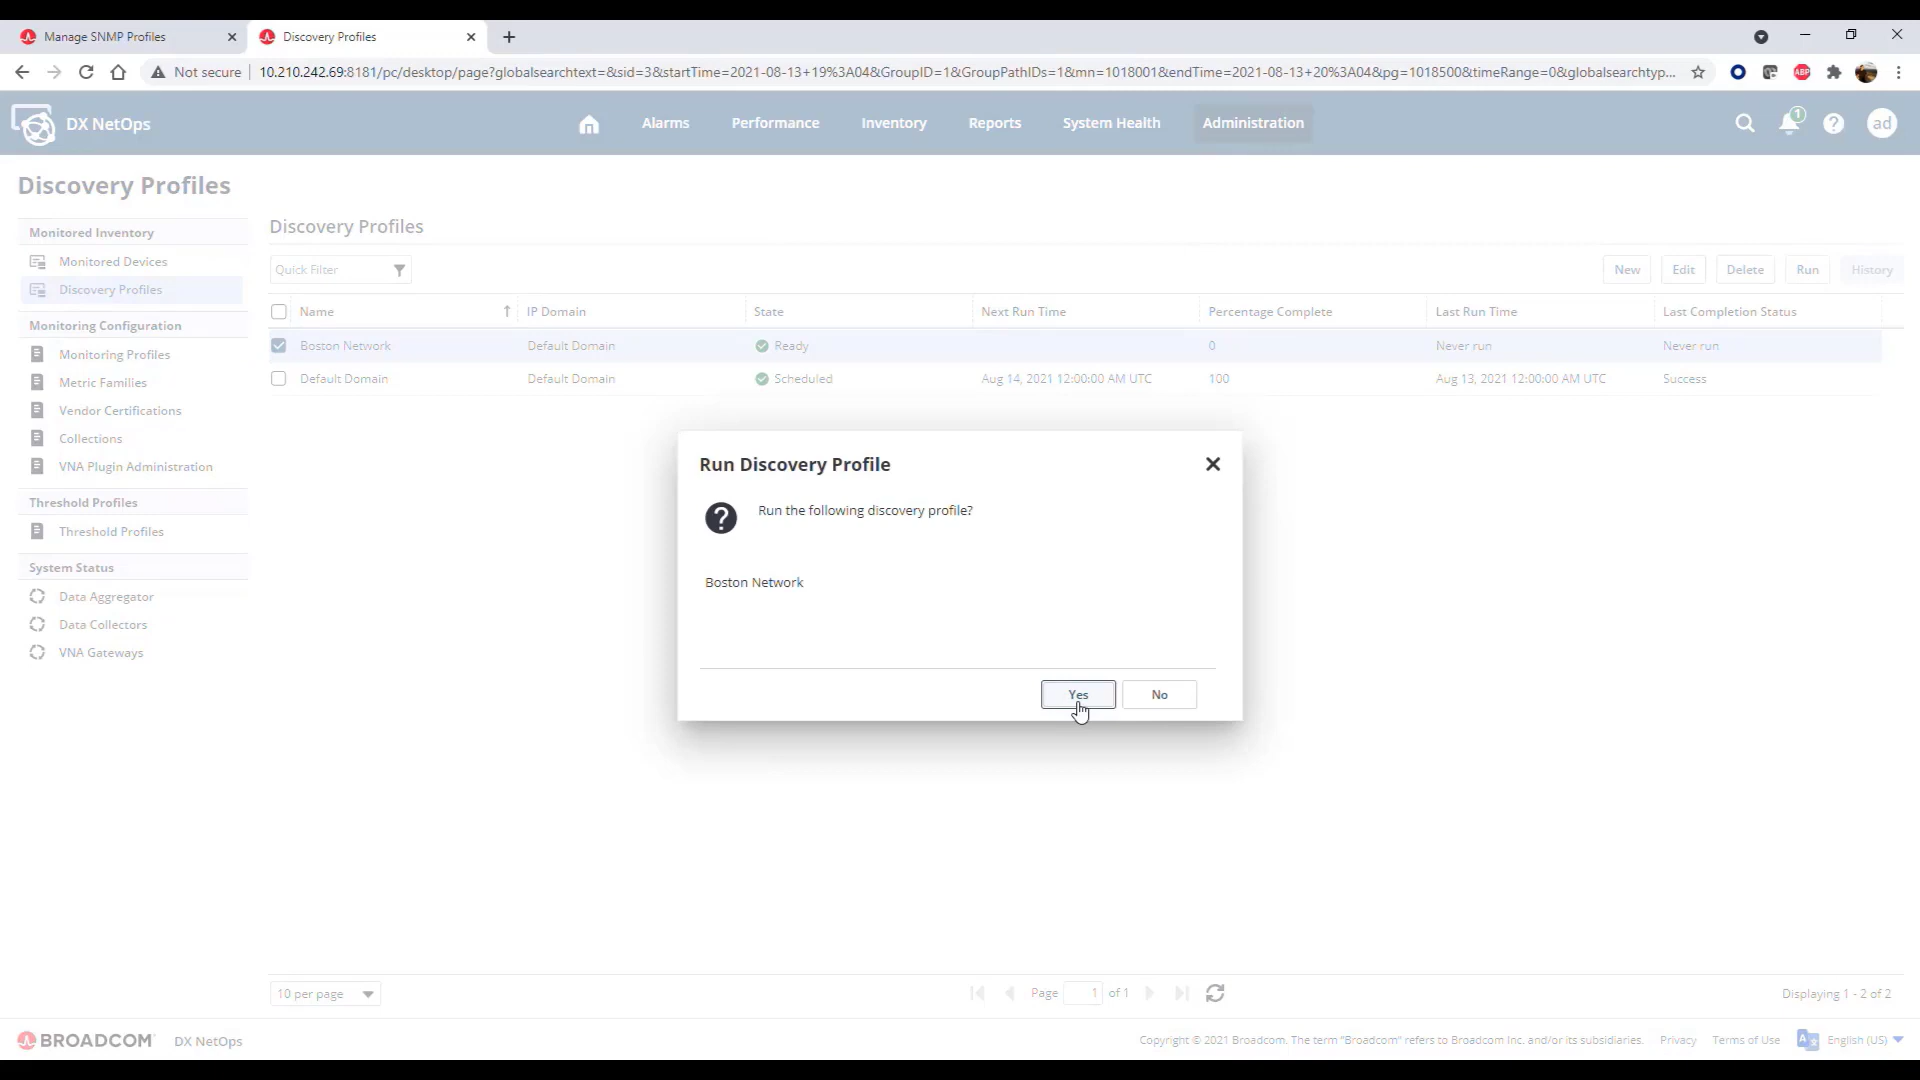 Manage SNMP Profiles
Discovery Profiles
Not secure
10.210.242.69:8181/pc/desktop/page?globalsearchtext=&sid=3&startTime=2021-08-13+19%3A04&GroupID=1&GroupPathIDs=1&mn=1018001&endTime=2021-08-13+20%3A04&pg=1018500&timeRange=0&globalsearchtyp...
ABP
DX NetOps
Alarms
Performance
Inventory
Reports
System Health
Administration
1
?
ad
Discovery Profiles
Monitored Inventory
Monitored Devices
Discovery Profiles
Monitoring Configuration
Monitoring Profiles
Metric Families
Vendor Certifications
Collections
VNA Plugin Administration
Threshold Profiles
Threshold Profiles
System Status
Data Aggregator
Data Collectors
VNA Gateways
Discovery Profiles
Quick Filter
New
Edit
Delete
Run
History
Name IP Domain State Next Run Time Percentage Complete Last Run Time Last Completion Status
Boston Network Default Domain Ready 0 Never run Never run
Default Domain Default Domain Scheduled Aug 14, 2021 12:00:00 AM UTC 100 Aug 13, 2021 12:00:00 AM UTC Success
Run Discovery Profile
?
Run the following discovery profile?
Boston Network
Yes
No
10 per page
Page 1 of 1
Displaying 1 - 2 of 2
BROADCOM DX NetOps
Copyright © 2021 Broadcom. The term "Broadcom" refers to Broadcom Inc. and/or its subsidiaries. Privacy Terms of Use English (US)